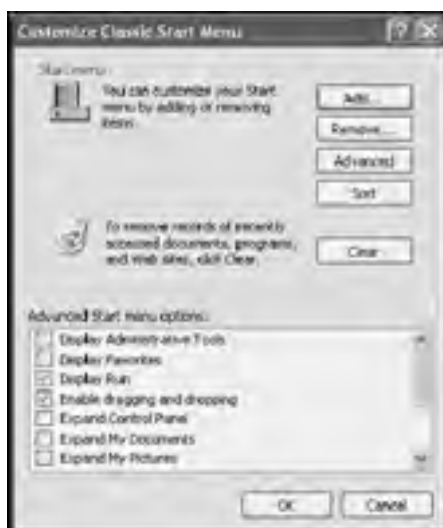 Customize Classic Start Menu
Start menu
You can customize your Start
menu by adding or removing
items.
Add...
Remove...
Advanced
Sort
To remove records of recently
accessed documents, programs,
and Web sites, click Clear.
Clear
Advanced Start menu options:
Display Administrative Tools
Display Favorites
Display Run
Enable dragging and dropping
Expand Control Panel
Expand My Documents
Expand My Pictures
OK
Cancel